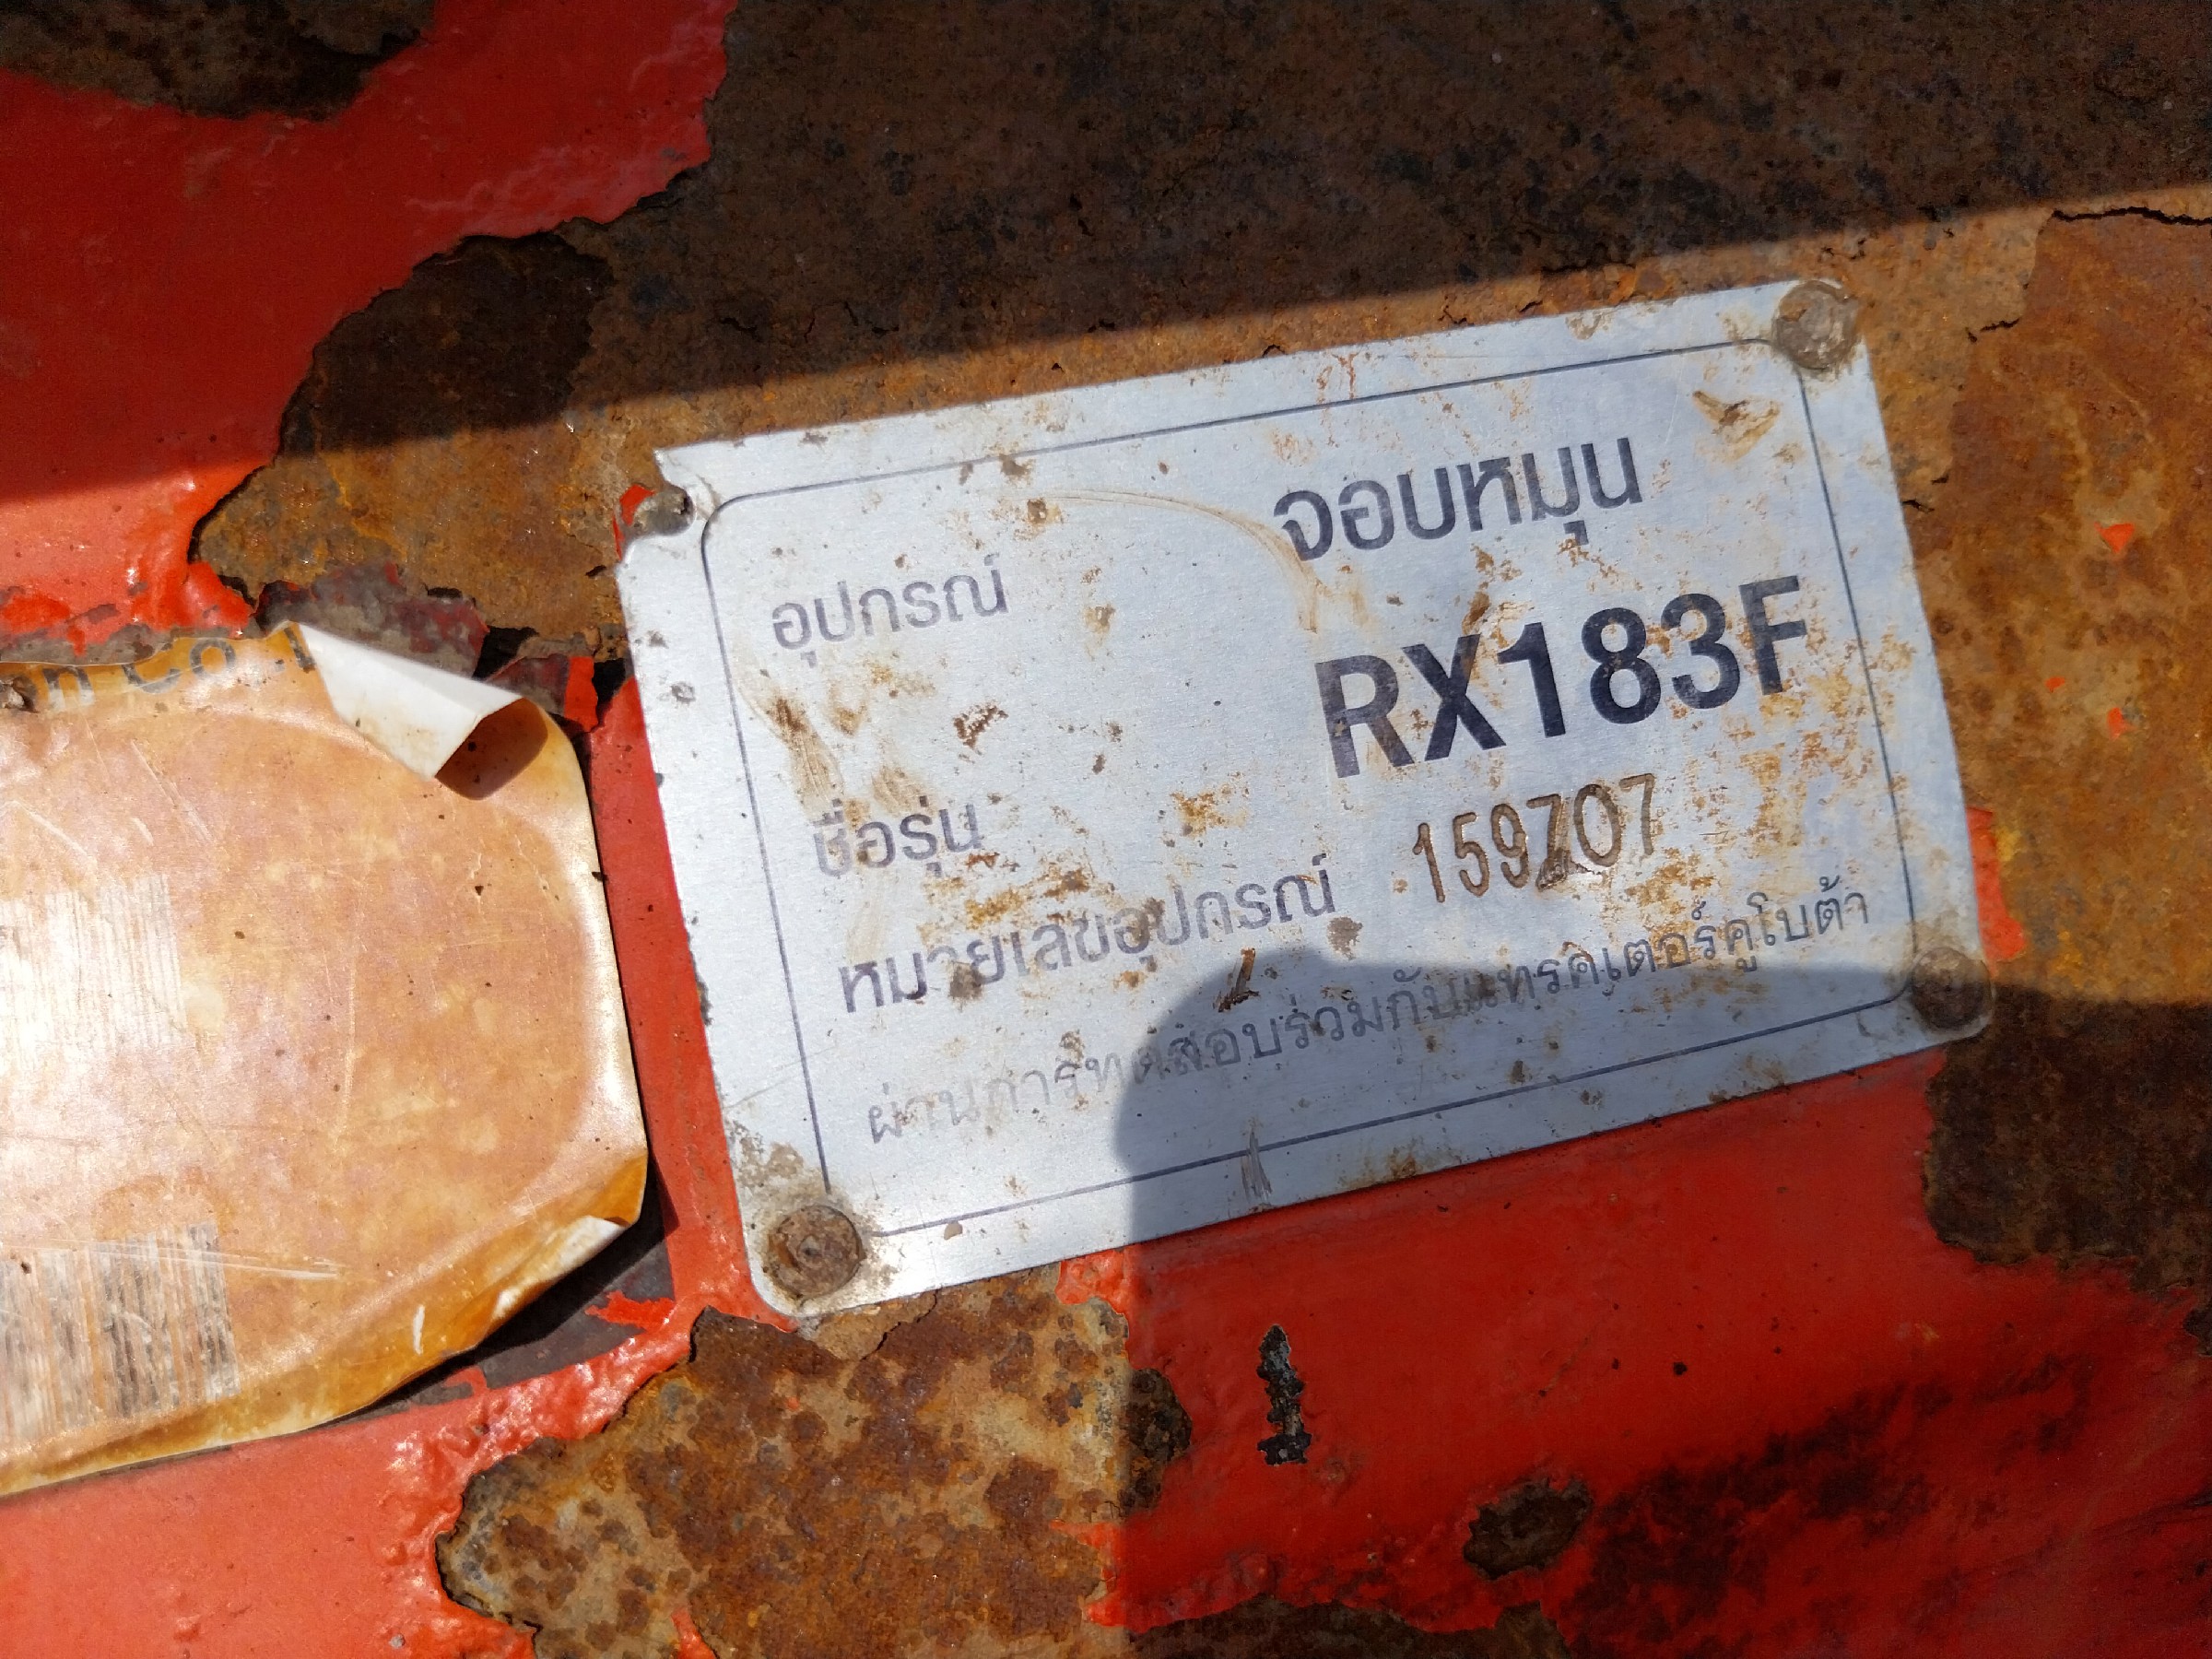 อุปกรณ์ จอบหมุน
ชื่อรุ่น RX183F
หมายเลขอุปกรณ์ 159707
ผ่านการทดสอบร่วมกับแทรคเตอร์คูโบต้า
Co.